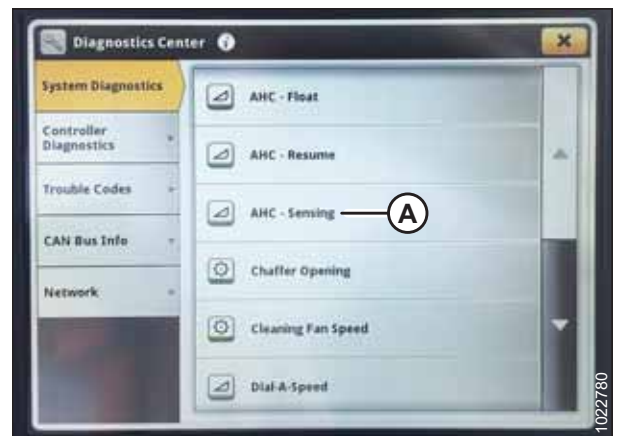 Diagnostics Center
System Diagnostics
Controller
Diagnostics
Trouble Codes
CAN Bus Info
Network
AHC - Float
AHC - Resume
AHC - Sensing
A
Chaffer Opening
Cleaning Fan Speed
Dial-A-Speed
1022780